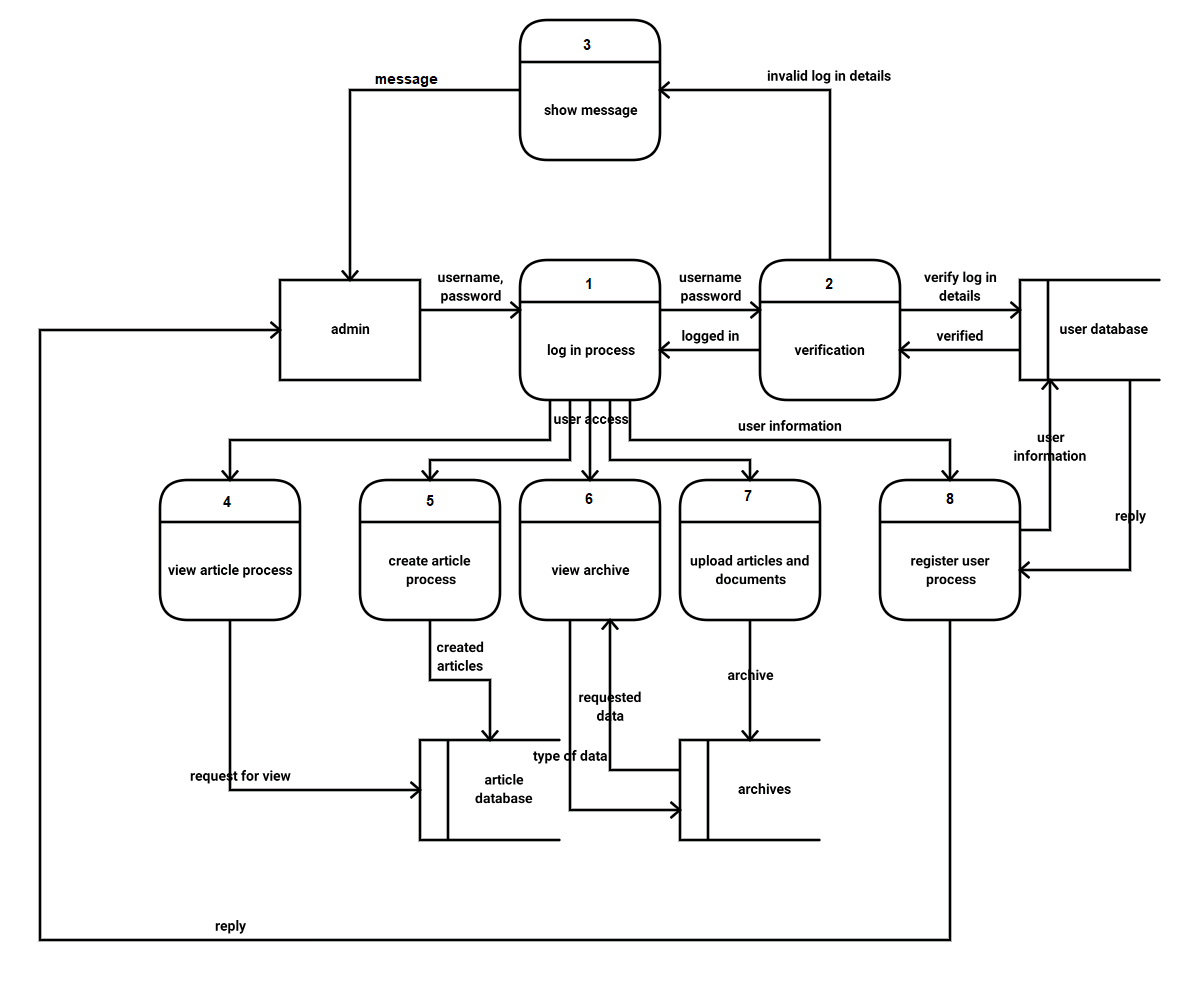 3
message
invalid log in details
show message
username,
password
1
username
password
2
verify log in
details
admin
log in process
logged in
verification
verified
user database
user access
user information
user
information
reply
4
view article process
5
create article
process
6
view archive
7
upload articles and
documents
8
register user
process
created
articles
requested
data
archive
type of data
request for view
article
database
archives
reply